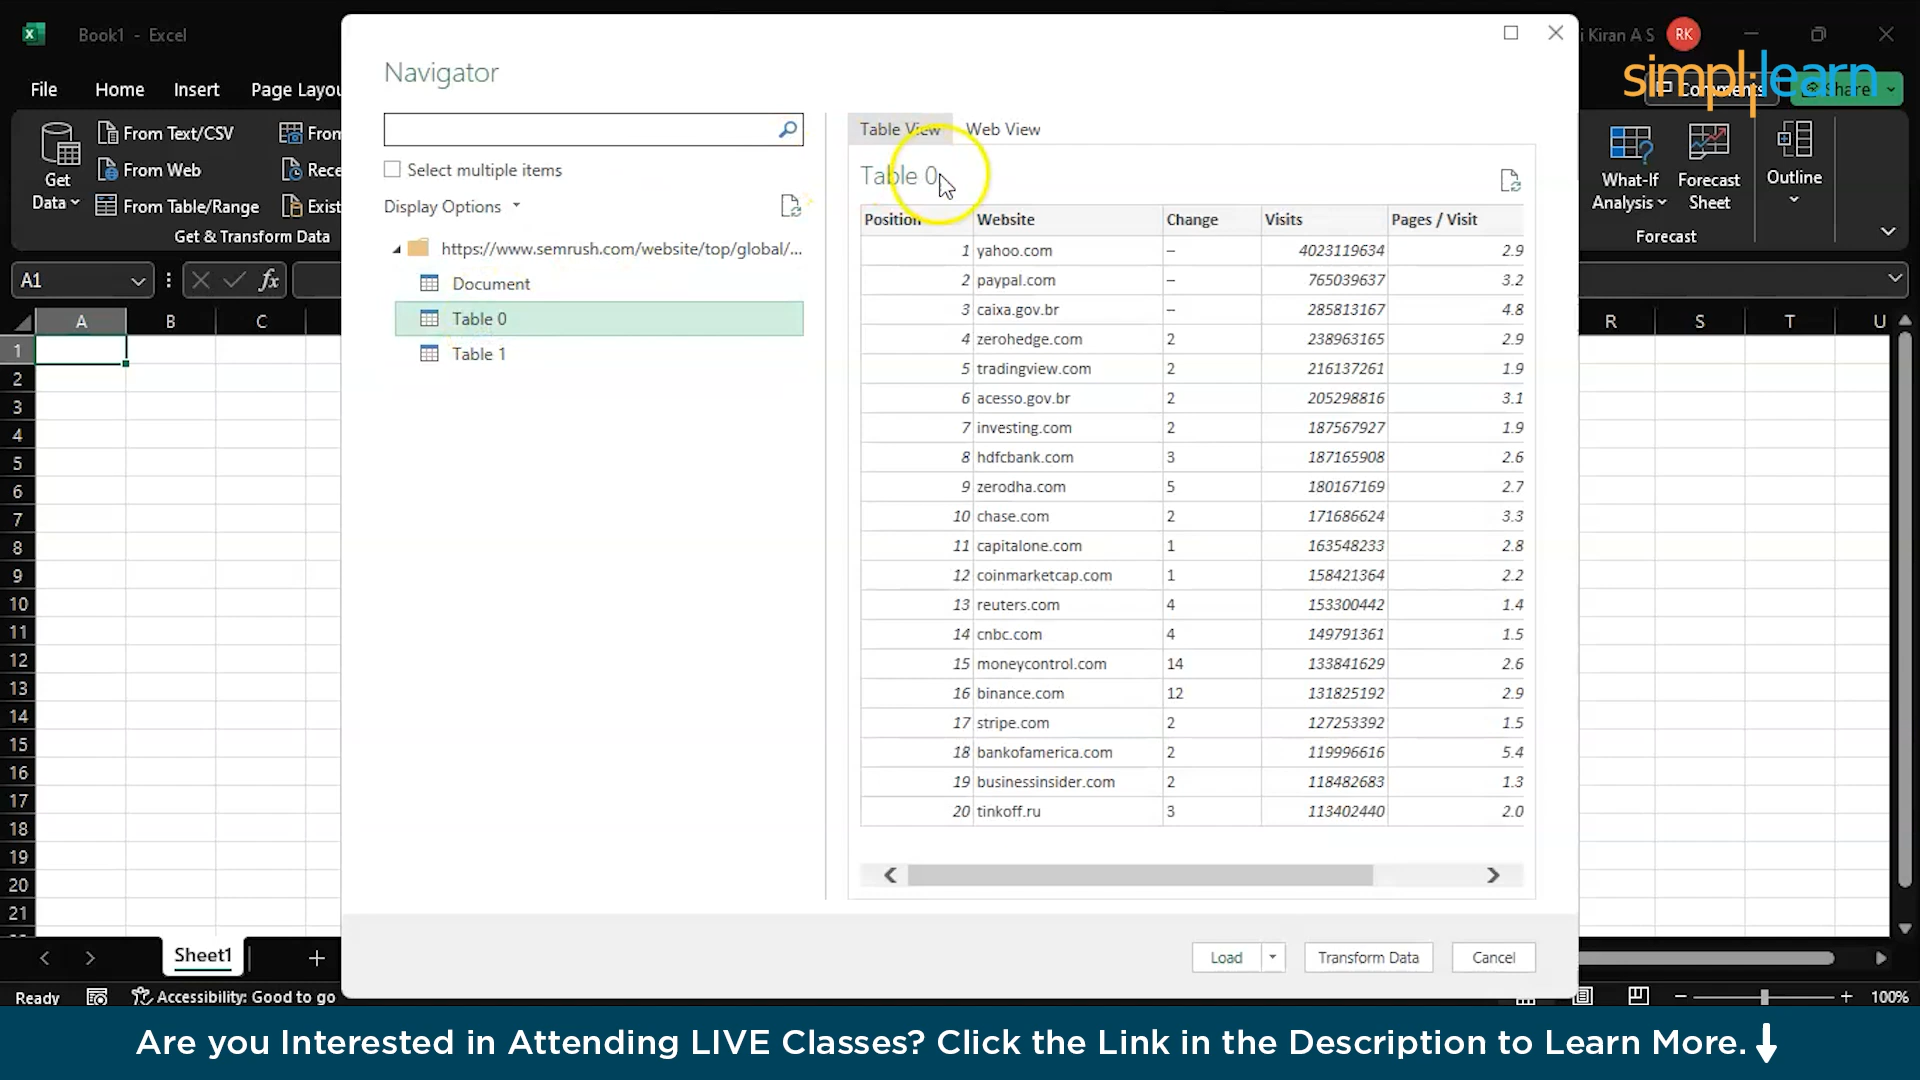 Book1 - Excel
i Kiran A S
RK
simplilearn
File
Home
Insert
Page Layou
Comments
Share
Get Data
From Text/CSV
From Web
From Table/Range
From
Rece
Exist
Get & Transform Data
What-If Analysis
Forecast Sheet
Outline
Forecast
A1
fx
A B C R S T U
1
2
3
4
5
6
7
8
9
10
11
12
13
14
15
16
17
18
19
20
21
Navigator
Select multiple items
Display Options
https://www.semrush.com/website/top/global/...
Document
Table 0
Table 1
Table View Web View
Table 0
Position Website Change Visits Pages / Visit
1 yahoo.com – 4023119634 2.9
2 paypal.com – 765039637 3.2
3 caixa.gov.br – 285813167 4.8
4 zerohedge.com 2 238963165 2.9
5 tradingview.com 2 216137261 1.9
6 acesso.gov.br 2 205298816 3.1
7 investing.com 2 187567927 1.9
8 hdfcbank.com 3 187165908 2.6
9 zerodha.com 5 180167169 2.7
10 chase.com 2 171686624 3.3
11 capitalone.com 1 163548233 2.8
12 coinmarketcap.com 1 158421364 2.2
13 reuters.com 4 153300442 1.4
14 cnbc.com 4 149791361 1.5
15 moneycontrol.com 14 133841629 2.6
16 binance.com 12 131825192 2.9
17 stripe.com 2 127253392 1.5
18 bankofamerica.com 2 119996616 5.4
19 businessinsider.com 2 118482683 1.3
20 tinkoff.ru 3 113402440 2.0
Load
Transform Data
Cancel
Sheet1
Ready
Accessibility: Good to go
100%
Are you Interested in Attending LIVE Classes? Click the Link in the Description to Learn More.